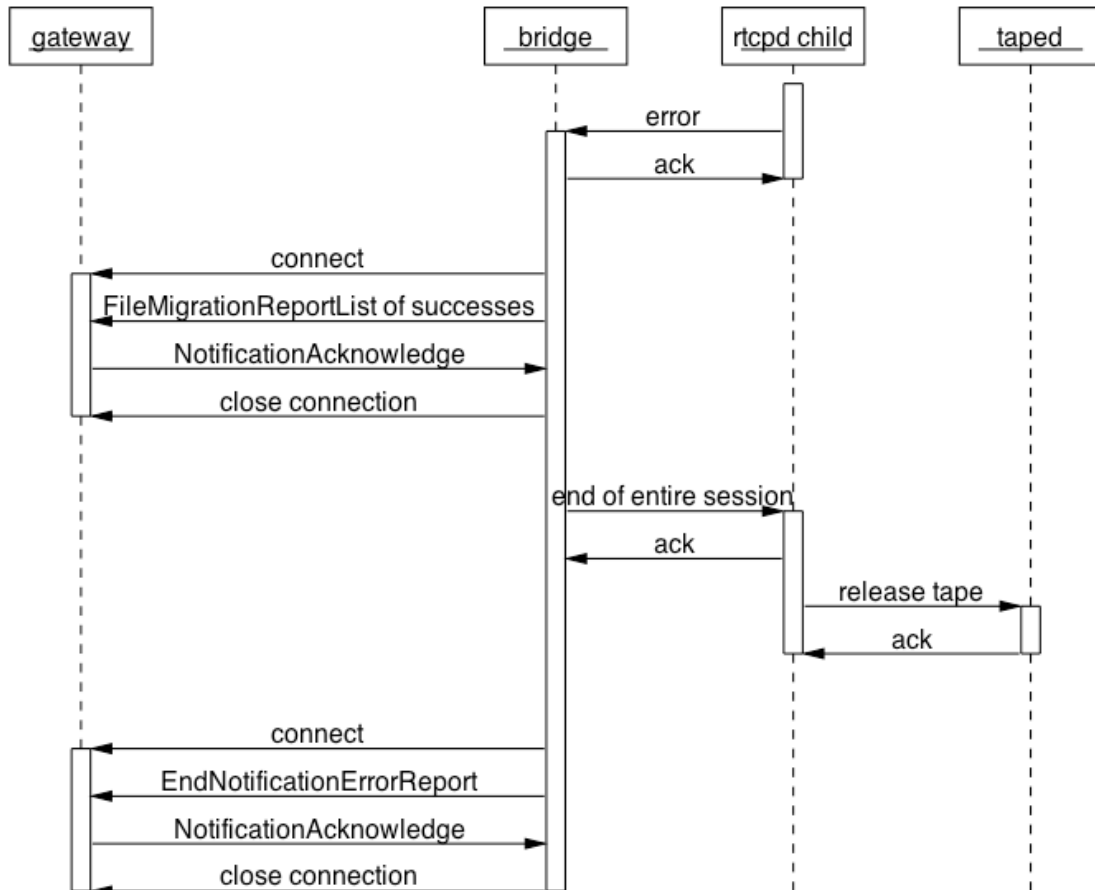 gateway
bridge
rtcpd child
taped
error
ack
connect
FileMigrationReportList of successes
NotificationAcknowledge
close connection
end of entire session
ack
release tape
ack
connect
EndNotificationErrorReport
NotificationAcknowledge
close connection